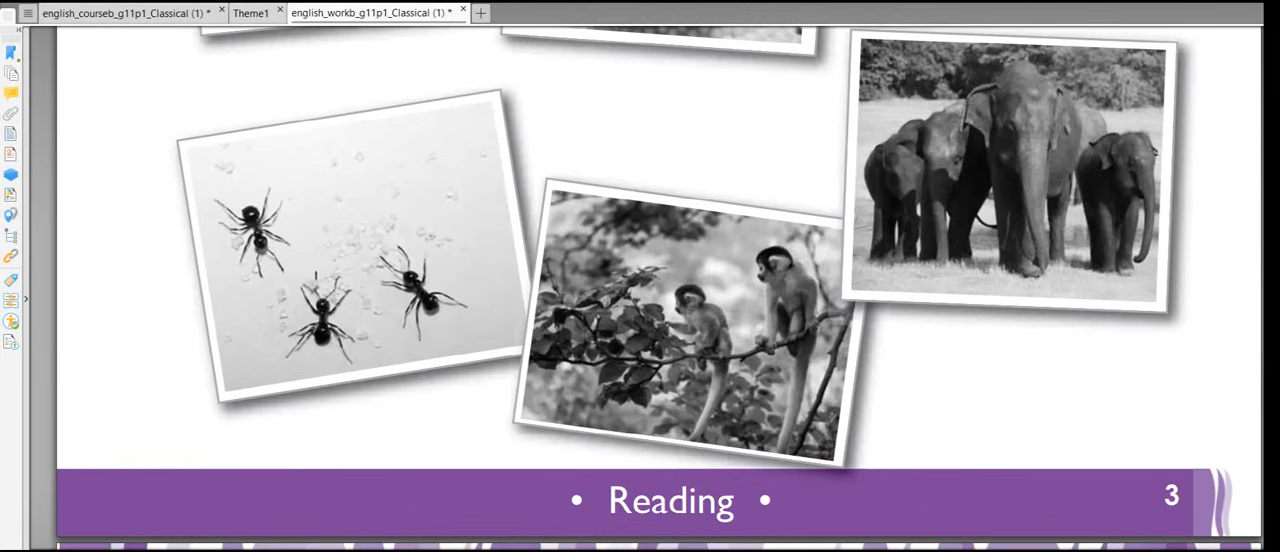 english_courseb_g11p1_Classical (1) *
Theme1
english_workb_g11p1_Classical (1) *
• Reading •
3